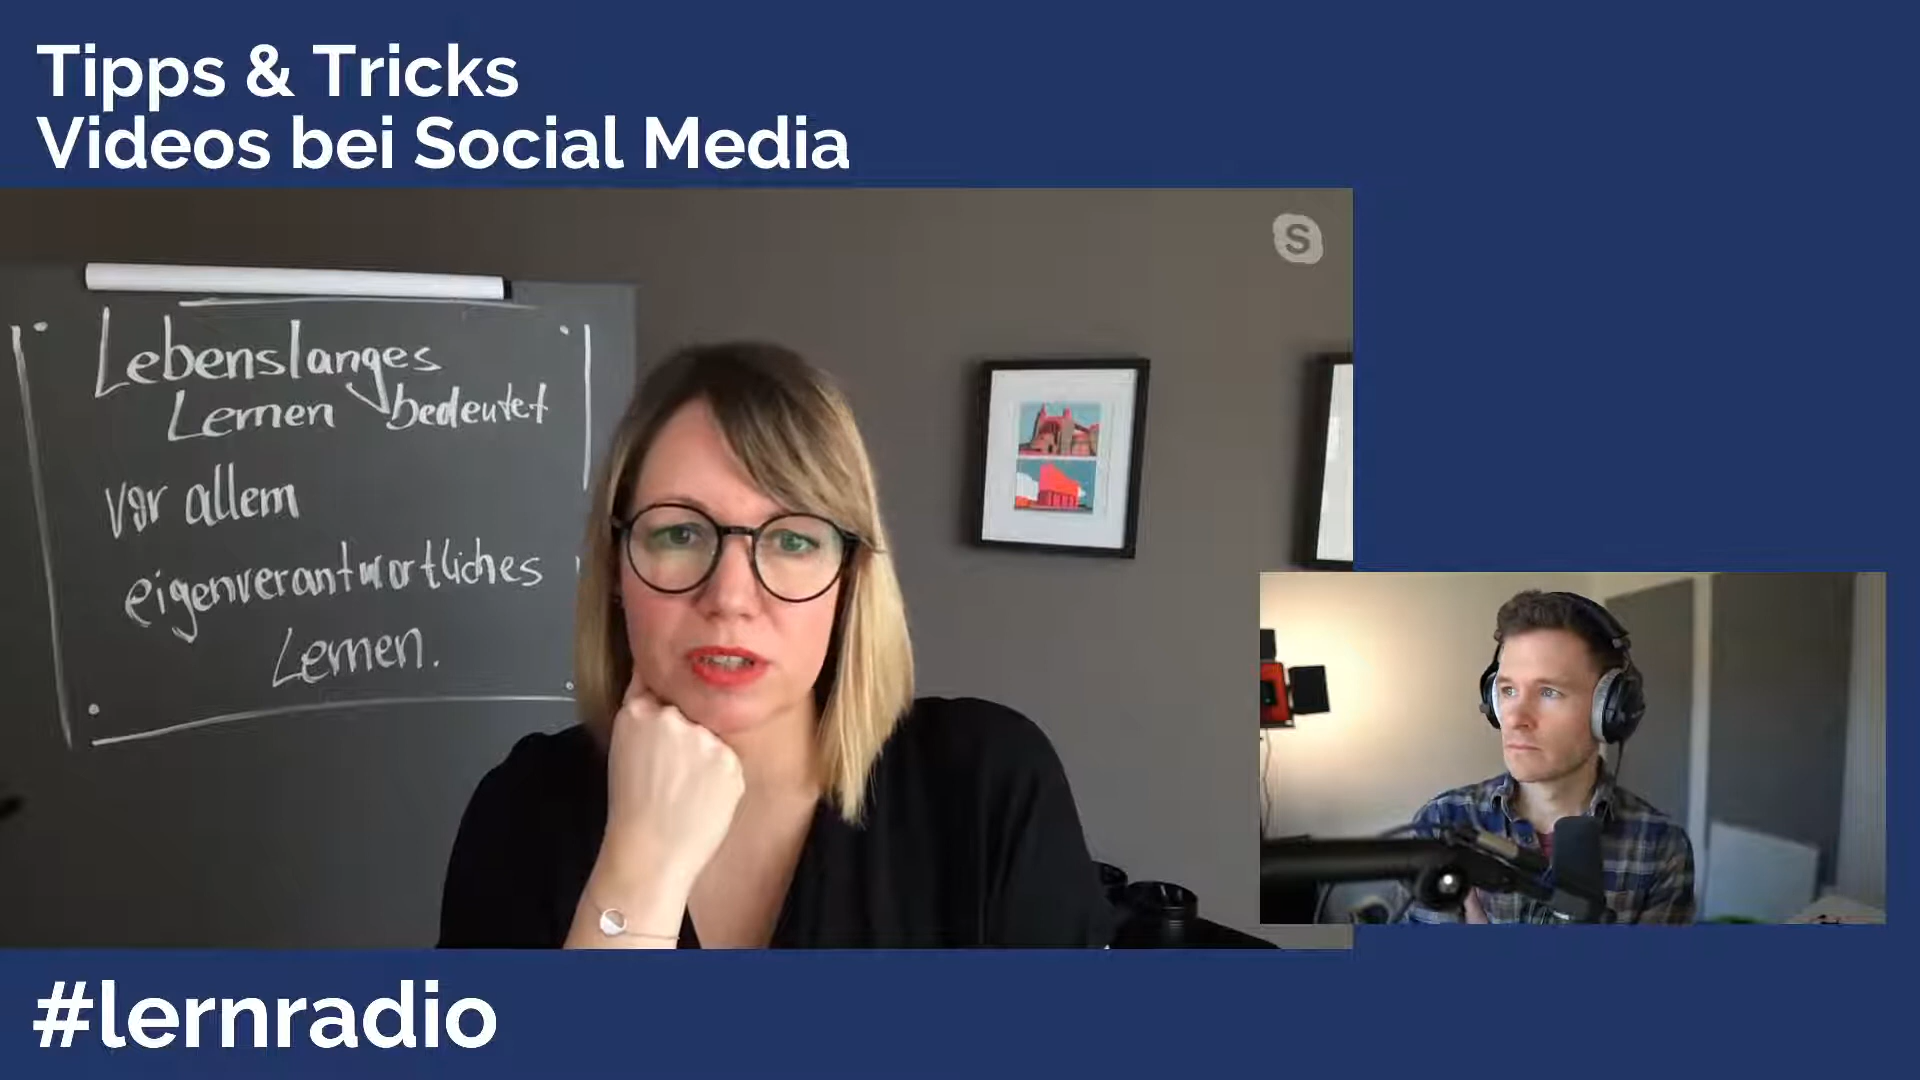 Tipps & Tricks
Videos bei Social Media
S
Lebenslanges
Lernen bedeutet
vor allem
eigenverantwortliches
Lernen.
#lernradio